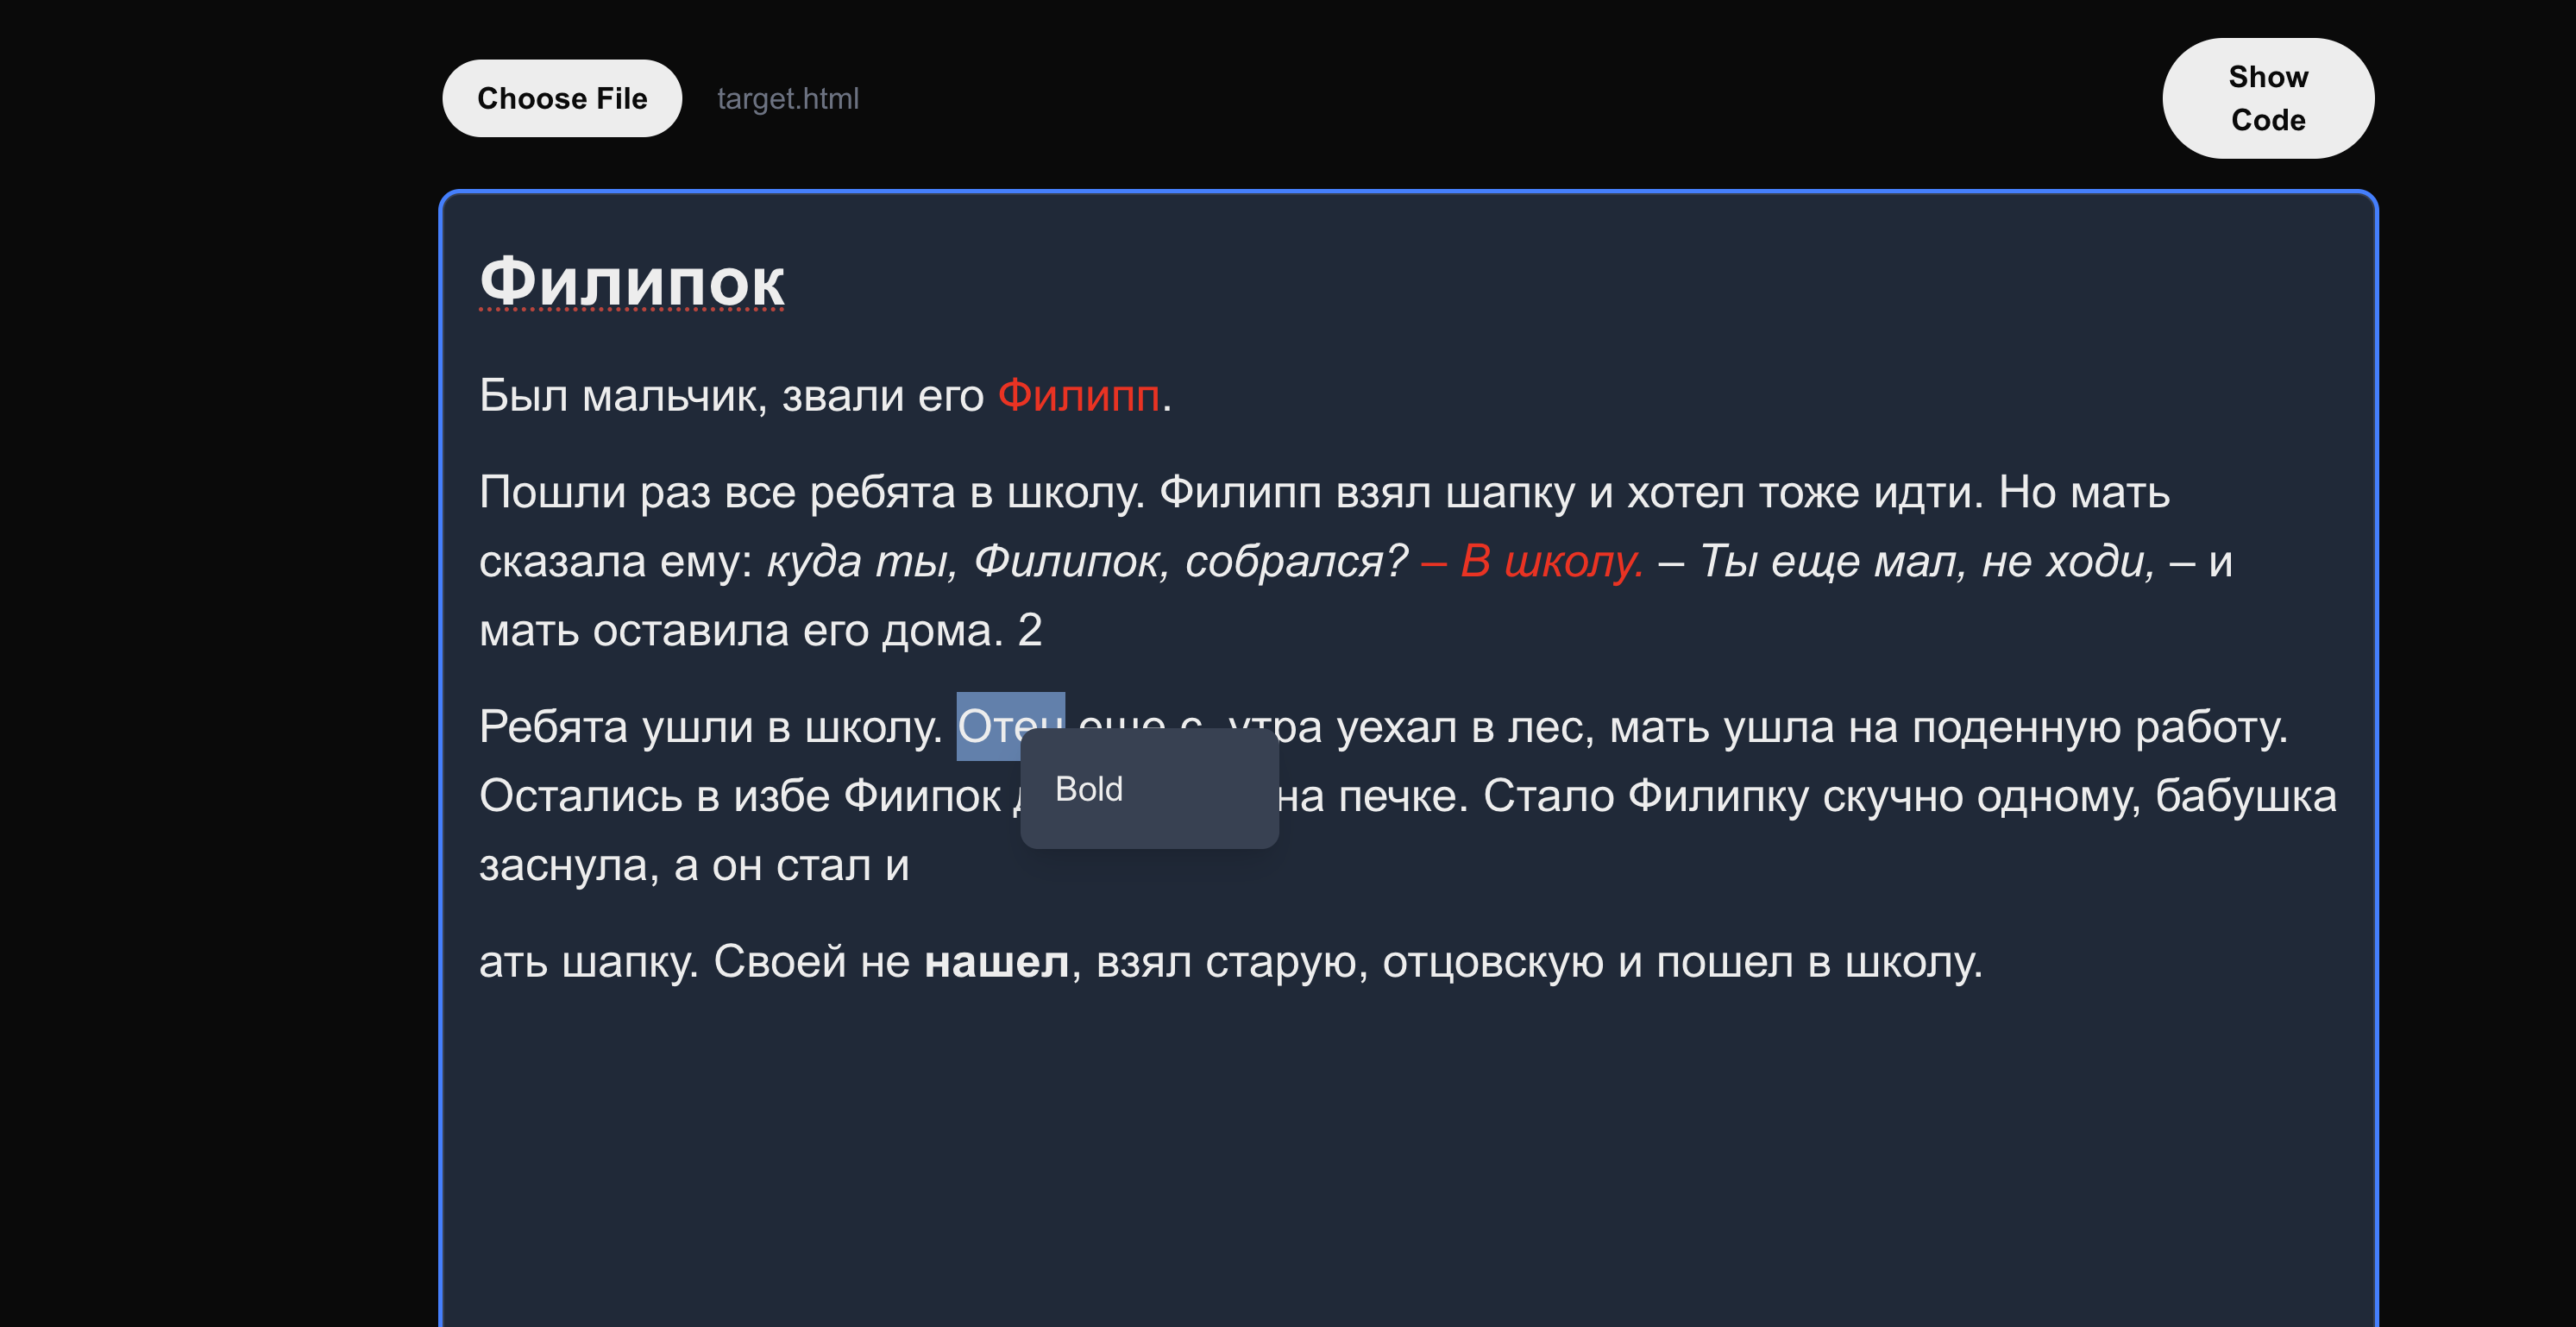 Choose File
target.html
Show
Code
Филипок
Был мальчик, звали его Филипп.
Пошли раз все ребята в школу. Филипп взял шапку и хотел тоже идти. Но мать
сказала ему: куда ты, Филипок, собрался? – В школу. – Ты еще мал, не ходи, – и
мать оставила его дома. 2
Ребята ушли в школу. Отец еще с утра уехал в лес, мать ушла на поденную работу.
Bold
Остались в избе Фиипок на печке. Стало Филипку скучно одному, бабушка
заснула, а он стал и
ать шапку. Своей не нашел, взял старую, отцовскую и пошел в школу.